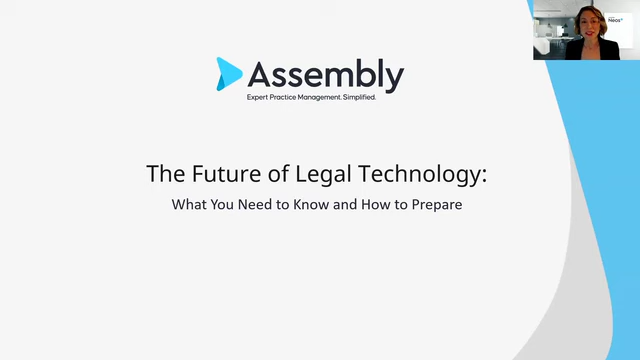 Neos
Assembly
Expert Practice Management. Simplified.
The Future of Legal Technology:
What You Need to Know and How to Prepare